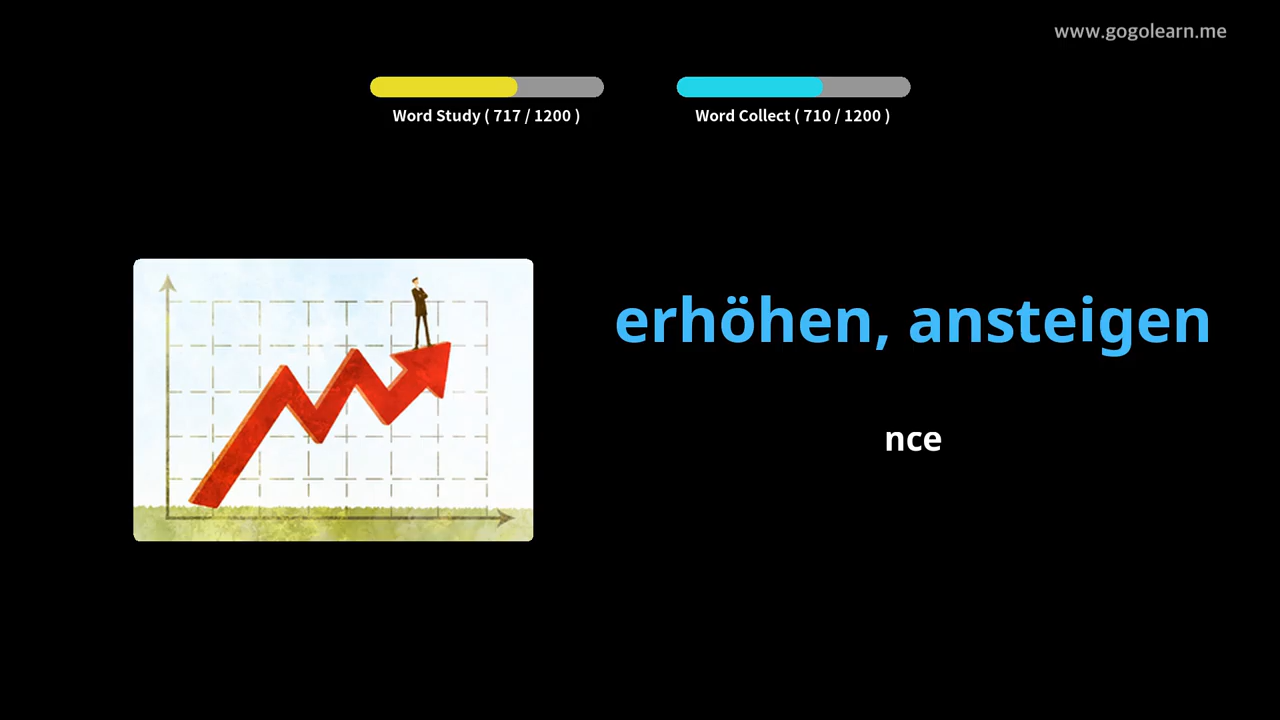 www.gogolearn.me
Word Study ( 717 / 1200 )
Word Collect ( 710 / 1200 )
erhöhen, ansteigen
nce